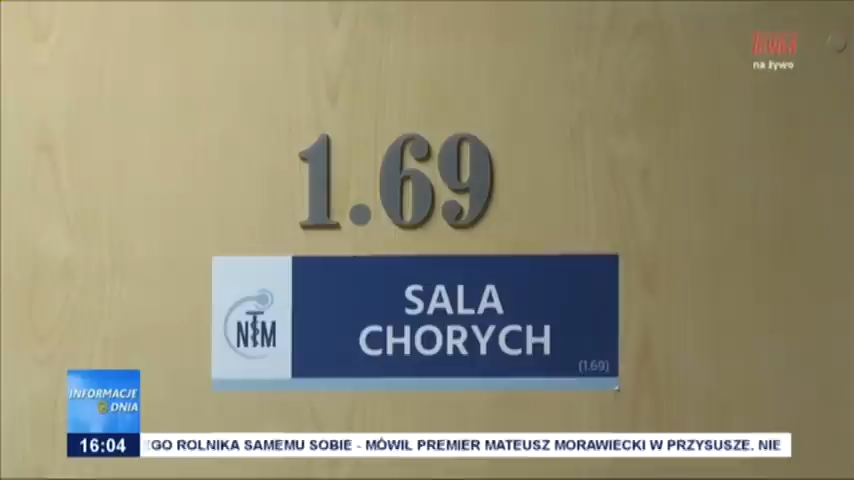 na żywo
1.69
NTM
SALA
CHORYCH
(1.69)
INFORMACJE
DNIA
16:04
EGO ROLNIKA SAMEMU SOBIE - MÓWIŁ PREMIER MATEUSZ MORAWIECKI W PRZYSUSZE. NIE